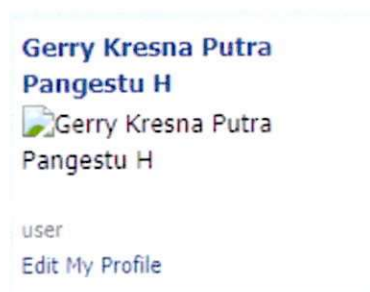 Gerry Kresna Putra
Pangestu H
Gerry Kresna Putra
Pangestu H
user
Edit My Profile